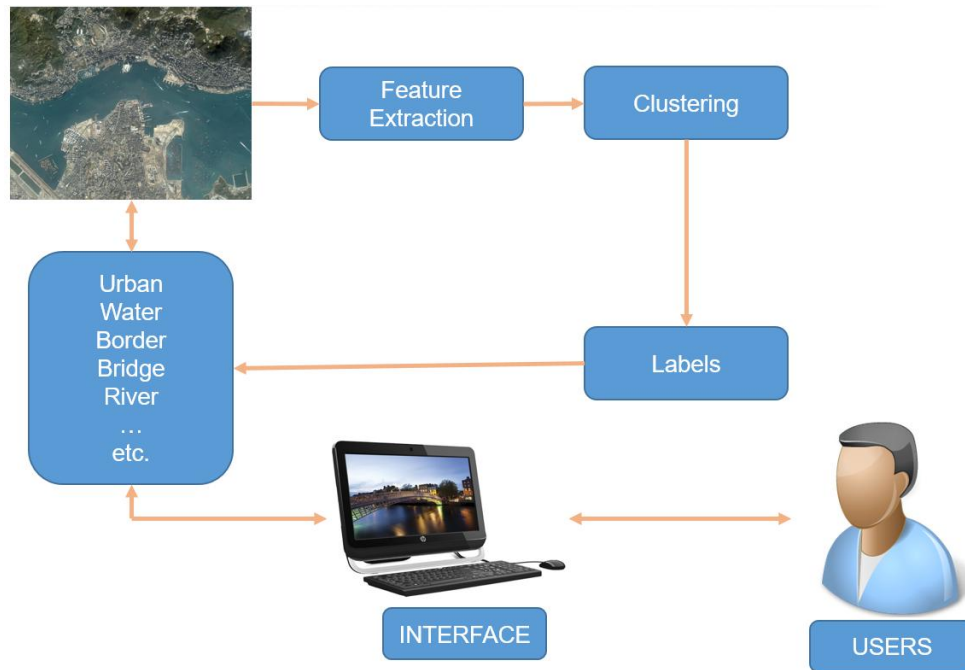 Feature
Extraction
Clustering
Urban
Water
Border
Bridge
River
…
etc.
Labels
INTERFACE
USERS